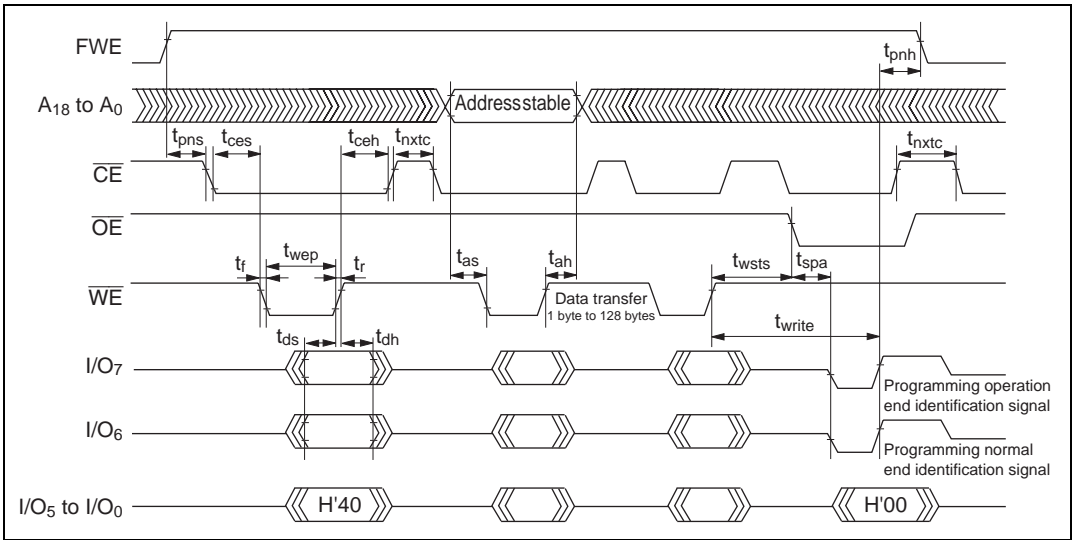 FWE
tpnh
A18 to A0
Addressstable
tpns
tces
tceh
tnxtc
tnxtc
CE
OE
tf
twep
tr
tas
tah
twsts
tspa
WE
Data transfer
1 byte to 128 bytes
twrite
tds
tdh
I/O7
Programming operation
end identification signal
I/O6
Programming normal
end identification signal
I/O5 to I/O0
H'40
H'00